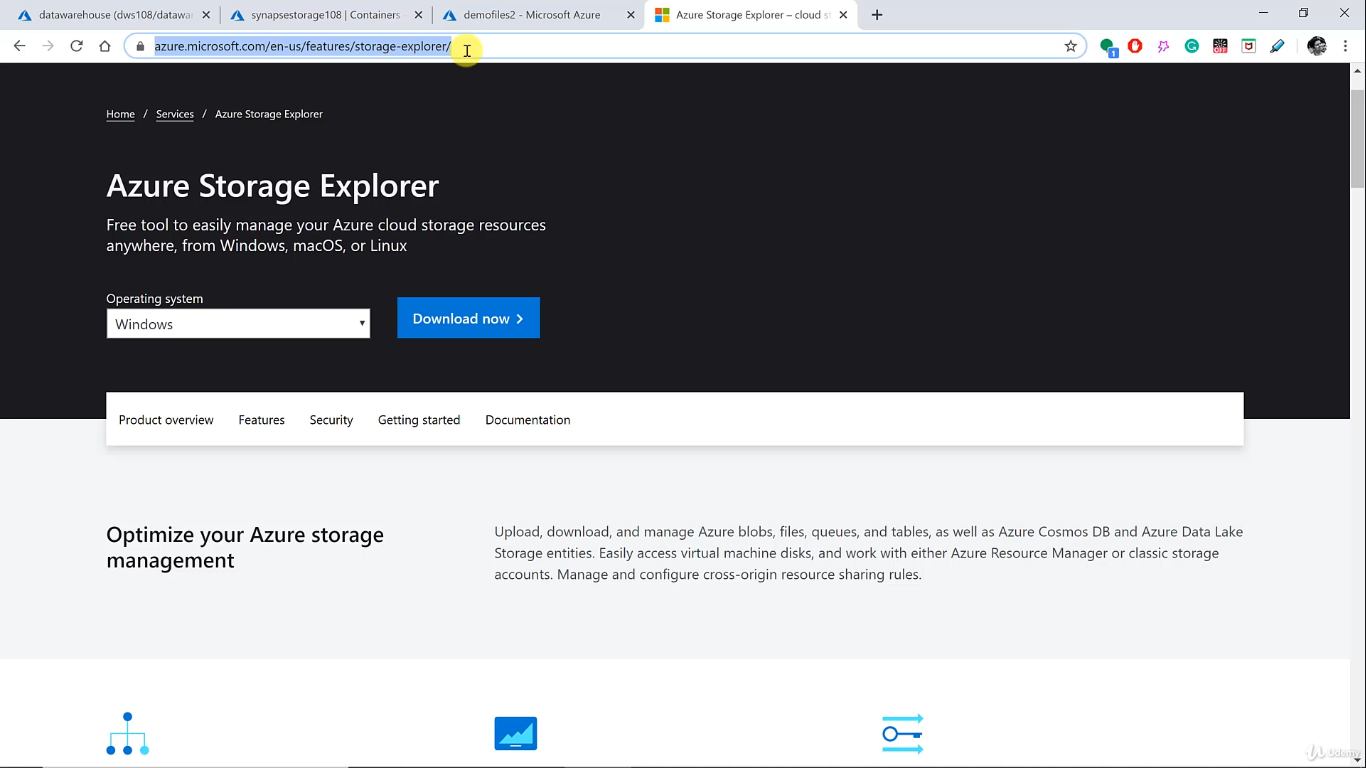 datawarehouse (dws108/datawar
synapsestorage108 | Containers
demofiles2 - Microsoft Azure
Azure Storage Explorer – cloud st
azure.microsoft.com/en-us/features/storage-explorer/
1
OFF
Home / Services / Azure Storage Explorer
Azure Storage Explorer
Free tool to easily manage your Azure cloud storage resources
anywhere, from Windows, macOS, or Linux
Operating system
Windows
Download now
Product overview
Features
Security
Getting started
Documentation
Optimize your Azure storage
management
Upload, download, and manage Azure blobs, files, queues, and tables, as well as Azure Cosmos DB and Azure Data Lake
Storage entities. Easily access virtual machine disks, and work with either Azure Resource Manager or classic storage
accounts. Manage and configure cross-origin resource sharing rules.
Udemy